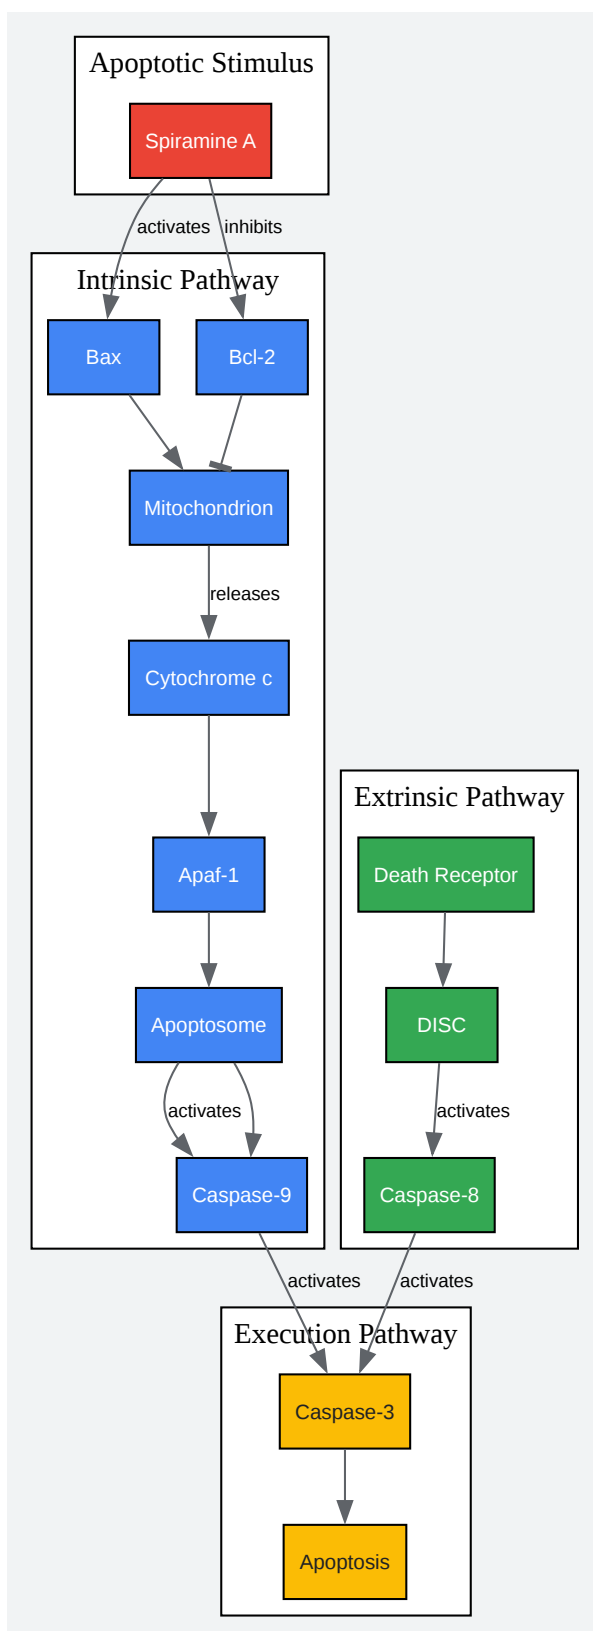 Apoptotic Stimulus
Spiramine A
activates
inhibits
Intrinsic Pathway
Bax
Bcl-2
Mitochondrion
releases
Cytochrome c
Extrinsic Pathway
Apaf-1
Death Receptor
Apoptosome
DISC
activates
activates
Caspase-9
Caspase-8
activates
activates
Execution Pathway
Caspase-3
Apoptosis